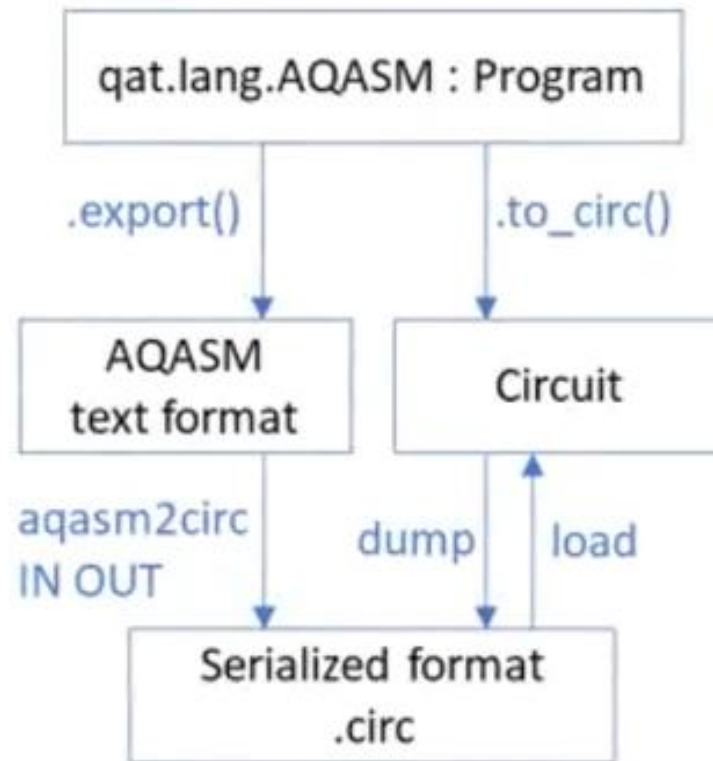 qat.lang.AQASM : Program
.export()
.to_circ()
AQASM
text format
Circuit
aqasm2circ
IN OUT
dump
load
Serialized format
.circ